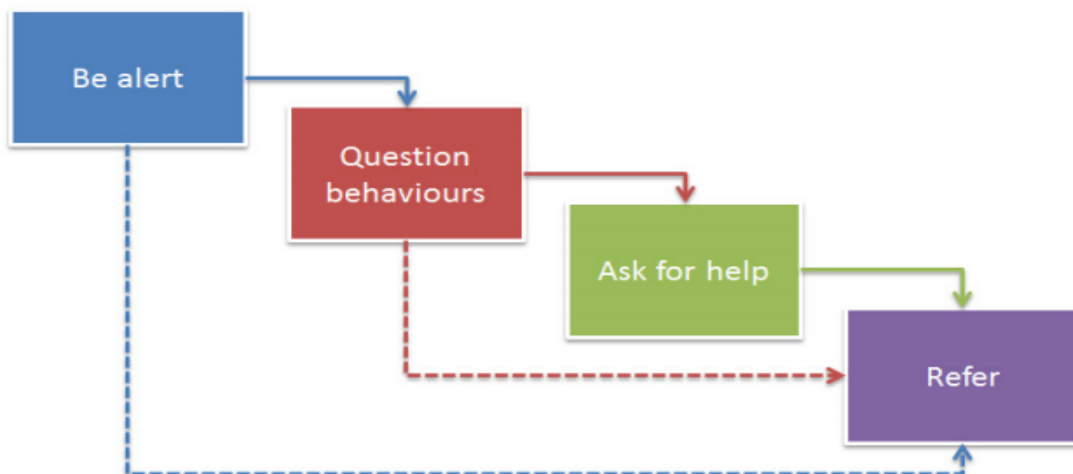 Be alert
Question
behaviours
Ask for help
Refer